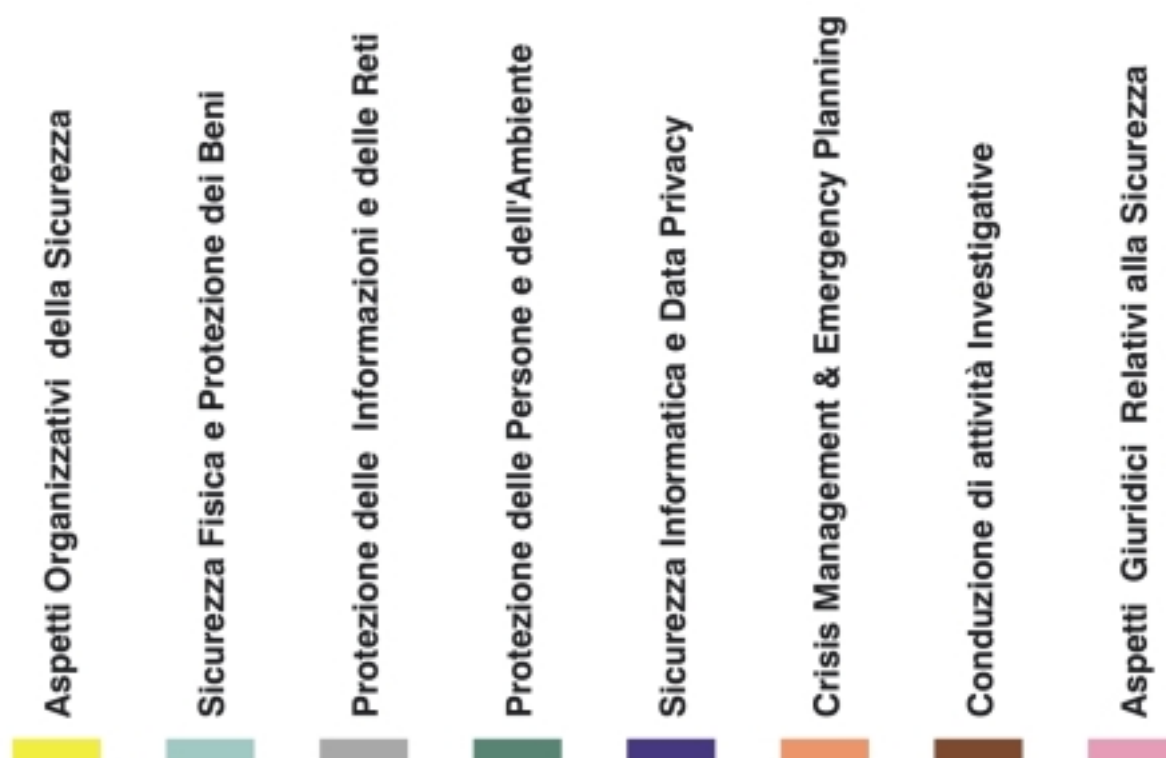 Aspetti Organizzativi della Sicurezza
Sicurezza Fisica e Protezione dei Beni
Protezione delle Informazioni e delle Reti
Protezione delle Persone e dell'Ambiente
Sicurezza Informatica e Data Privacy
Crisis Management & Emergency Planning
Conduzione di attività Investigative
Aspetti Giuridici Relativi alla Sicurezza